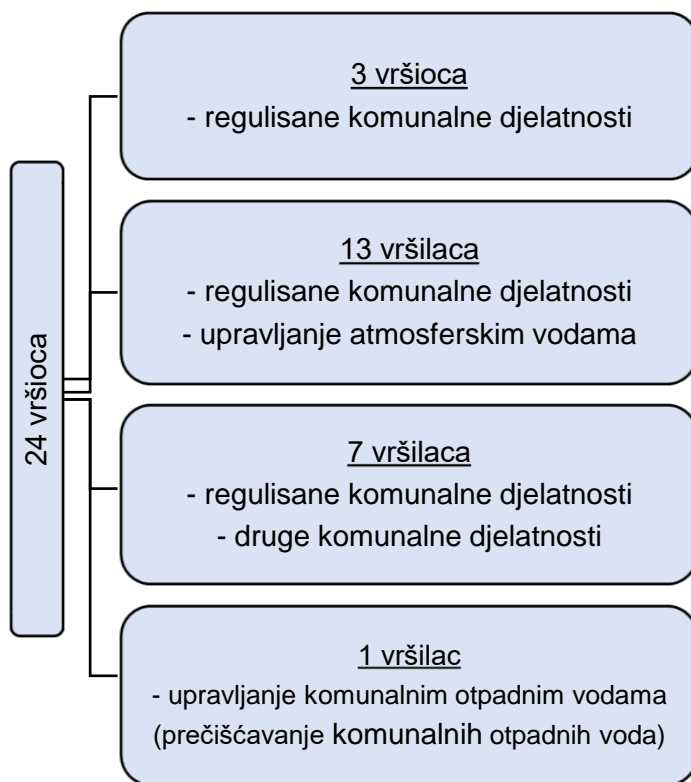 24 vršioca
3 vršioca
- regulisane komunalne djelatnosti
13 vršilaca
- regulisane komunalne djelatnosti
- upravljanje atmosferskim vodama
7 vršilaca
- regulisane komunalne djelatnosti
- druge komunalne djelatnosti
1 vršilac
- upravljanje komunalnim otpadnim vodama
(prečišćavanje komunalnih otpadnih voda)